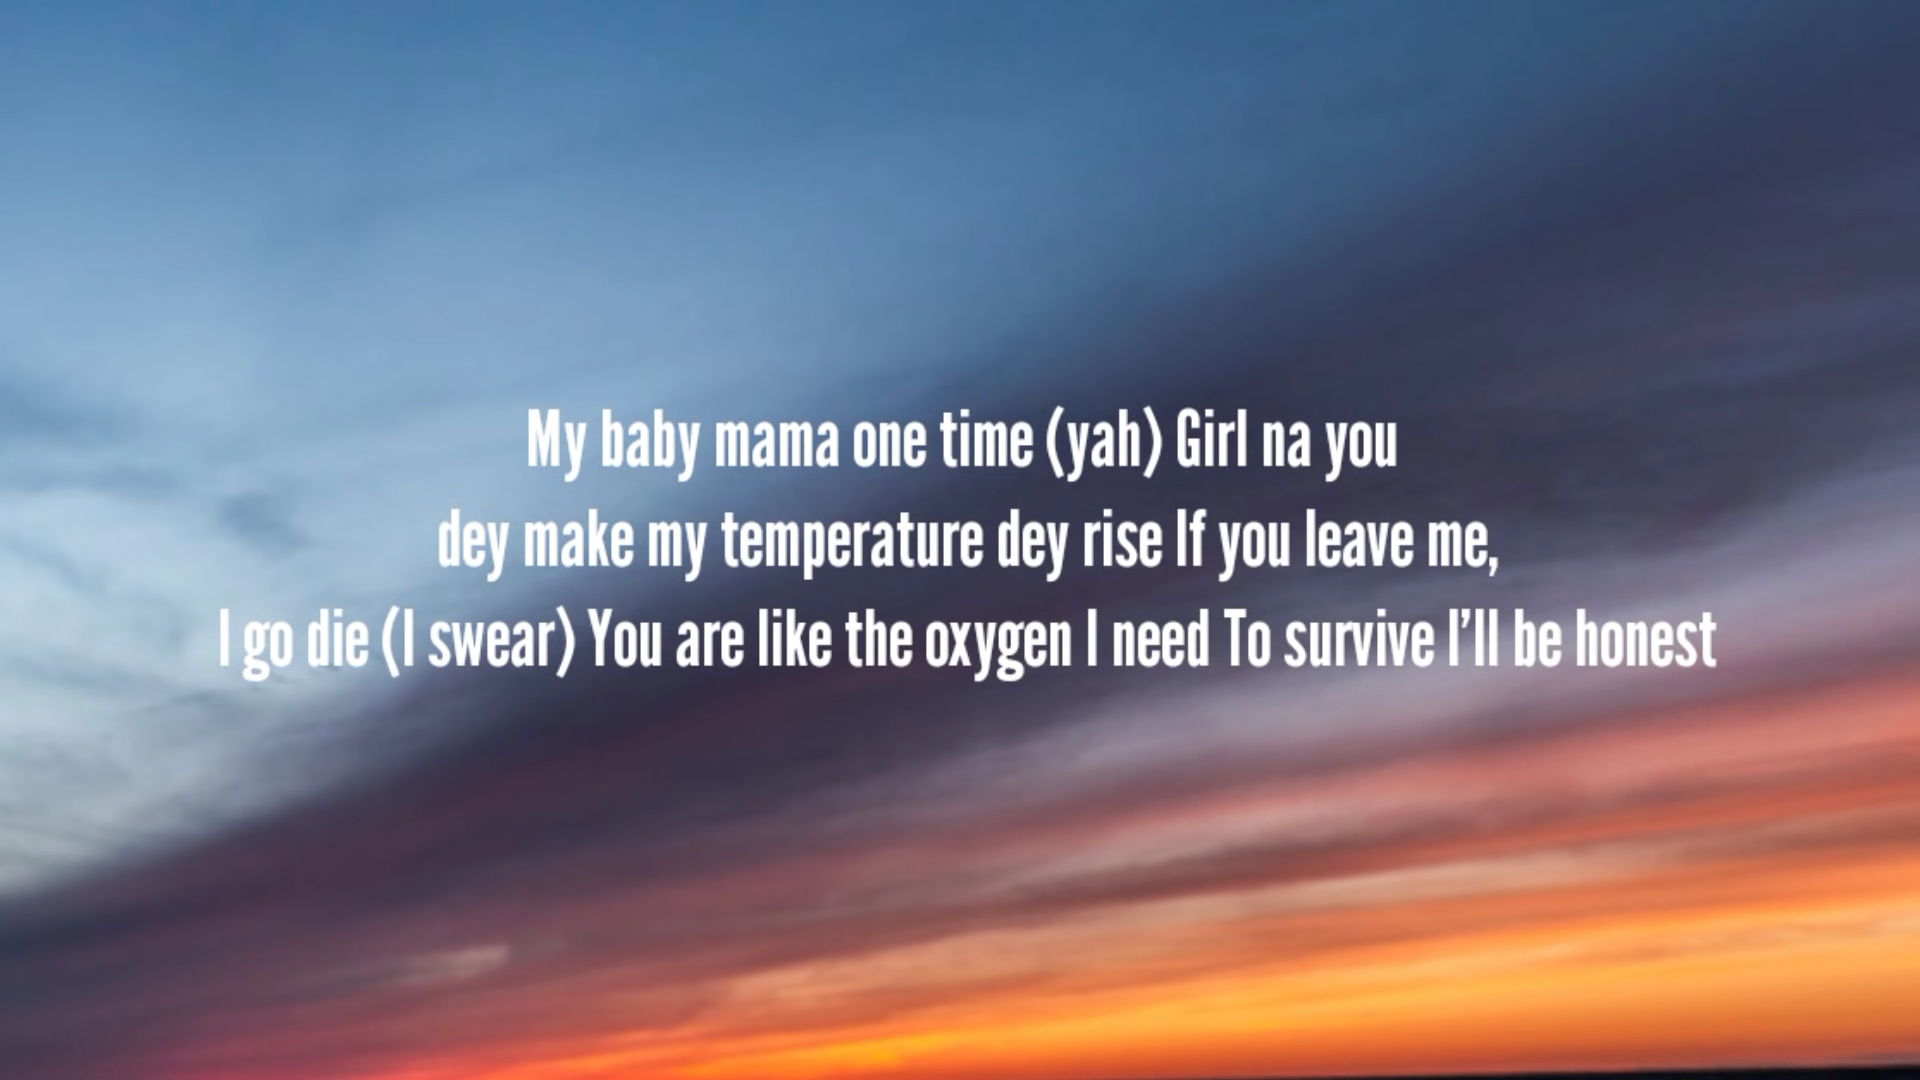 My baby mama one time (yah) Girl na you
dey make my temperature dey rise If you leave me,
I go die (I swear) You are like the oxygen I need To survive I’ll be honest